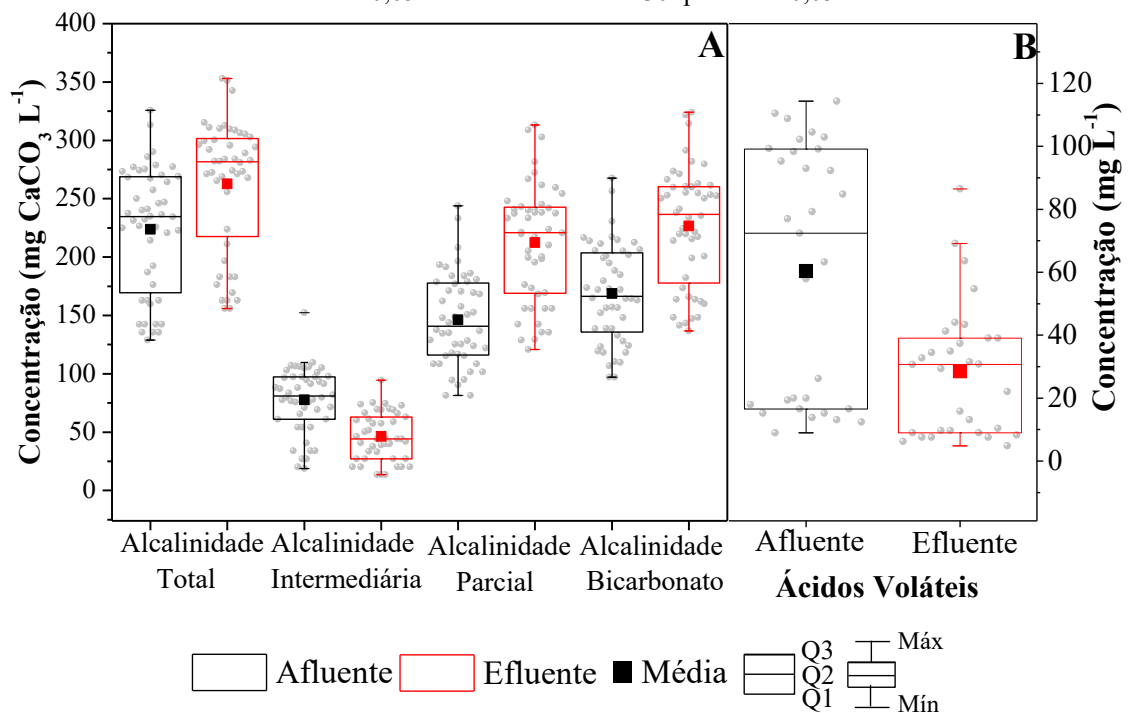 A
B
Concentração (mg CaCO3 L-1)
400
350
300
250
200
150
100
50
0
Concentração (mg L-1)
120
100
80
60
40
20
0
Alcalinidade Total
Alcalinidade Intermediária
Alcalinidade Parcial
Alcalinidade Bicarbonato
Afluente
Efluente
Ácidos Voláteis
Afluente
Efluente
Média
Q3
Q2
Q1
Máx
Mín